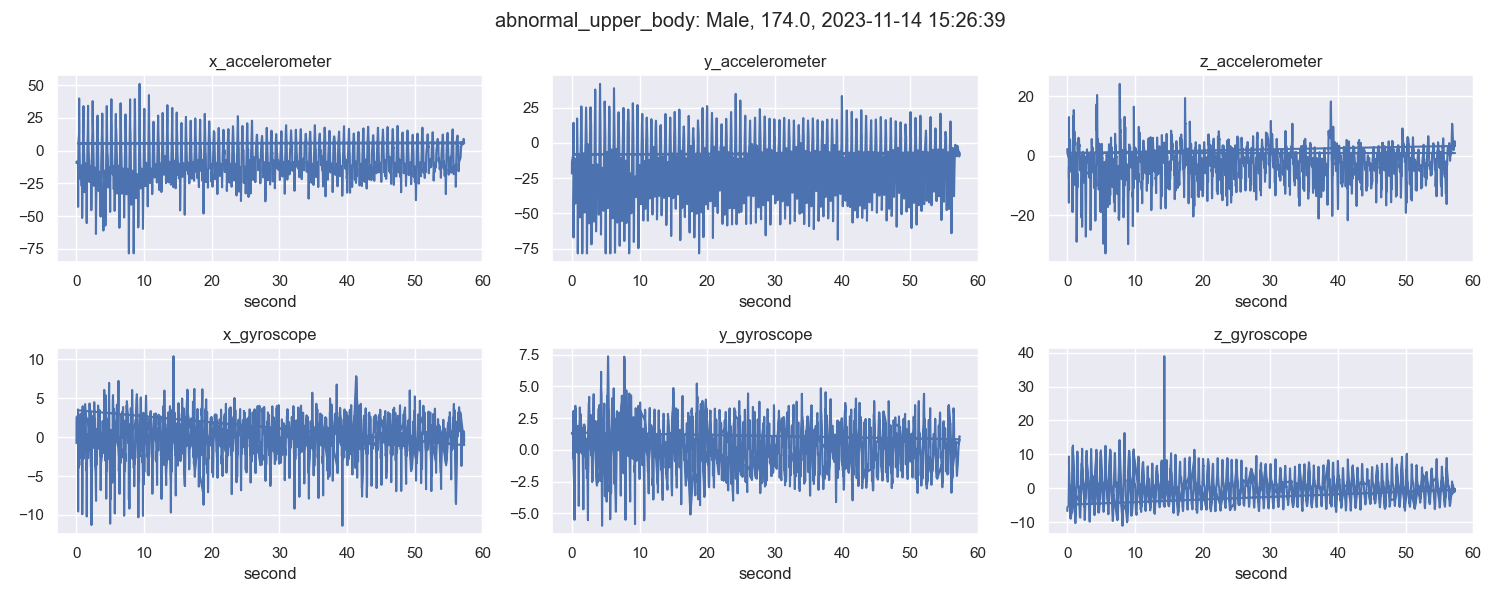 abnormal_upper_body: Male, 174.0, 2023-11-14 15:26:39
x_accelerometer
50
25
0
−25
−50
−75
0 10 20 30 40 50 60
second
y_accelerometer
25
0
−25
−50
−75
0 10 20 30 40 50 60
second
z_accelerometer
20
0
−20
0 10 20 30 40 50 60
second
x_gyroscope
10
5
0
−5
−10
0 10 20 30 40 50 60
second
y_gyroscope
7.5
5.0
2.5
0.0
−2.5
−5.0
0 10 20 30 40 50 60
second
z_gyroscope
40
30
20
10
0
−10
0 10 20 30 40 50 60
second